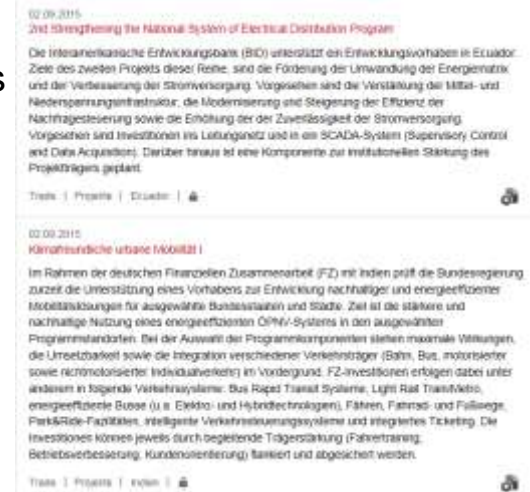 s
02.09.2015
2nd Strengthening the National System of Electrical Distribution Program
Die Interamerikanische Entwicklungsbank (BID) unterstützt ein Entwicklungsvorhaben in Ecuador.
Ziele des zweiten Projekts dieser Reihe, sind die Förderung der Umwandlung der Energiematrix
und der Verbesserung der Stromversorgung. Vorgesehen sind die Verstärkung der Mittel- und
Niederspannungsinfrastruktur, die Modernisierung und Steigerung der Effizienz der
Nachfragesteuerung sowie die Erhöhung der der Zuverlässigkeit der Stromversorgung.
Vorgesehen sind Investitionen ins Leitungsnetz und in ein SCADA-System (Supervisory Control
and Data Acquisition). Darüber hinaus ist eine Komponente zur institutionellen Stärkung des
Projektträgers geplant.
Trade | Projekte | Ecuador |
02.09.2015
Klimafreundliche urbane Mobilität I
Im Rahmen der deutschen Finanziellen Zusammenarbeit (FZ) mit Indien prüft die Bundesregierung
zurzeit die Unterstützung eines Vorhabens zur Entwicklung nachhaltiger und energieeffizienter
Mobilitätslösungen für ausgewählte Bundesstaaten und Städte. Ziel ist die stärkere und
nachhaltige Nutzung eines energieeffizienten ÖPNV-Systems in den ausgewählten
Programmstandorten. Bei der Auswahl der Programmkomponenten stehen maximale Wirkungen,
die Umsetzbarkeit sowie die Integration verschiedener Verkehrsträger (Bahn, Bus, motorisierter
sowie nichtmotorisierter Individualverkehr) im Vordergrund. FZ-Investitionen erfolgen dabei unter
anderem in folgende Verkehrssysteme: Bus Rapid Transit Systeme, Light Rail Tram/Metro,
energieeffiziente Busse (u.a. Elektro- und Hybridtechnologien), Fähren, Fahrrad- und Fußwege,
Park&Ride-Fazilitäten, intelligente Verkehrssteuerungssysteme und integriertes Ticketing. Die
Investitionen können jeweils durch begleitende Trägerstärkung (Fahrertraining,
Betriebsverbesserung, Kundenorientierung) flankiert und abgesichert werden.
Trade | Projekte | Indien |